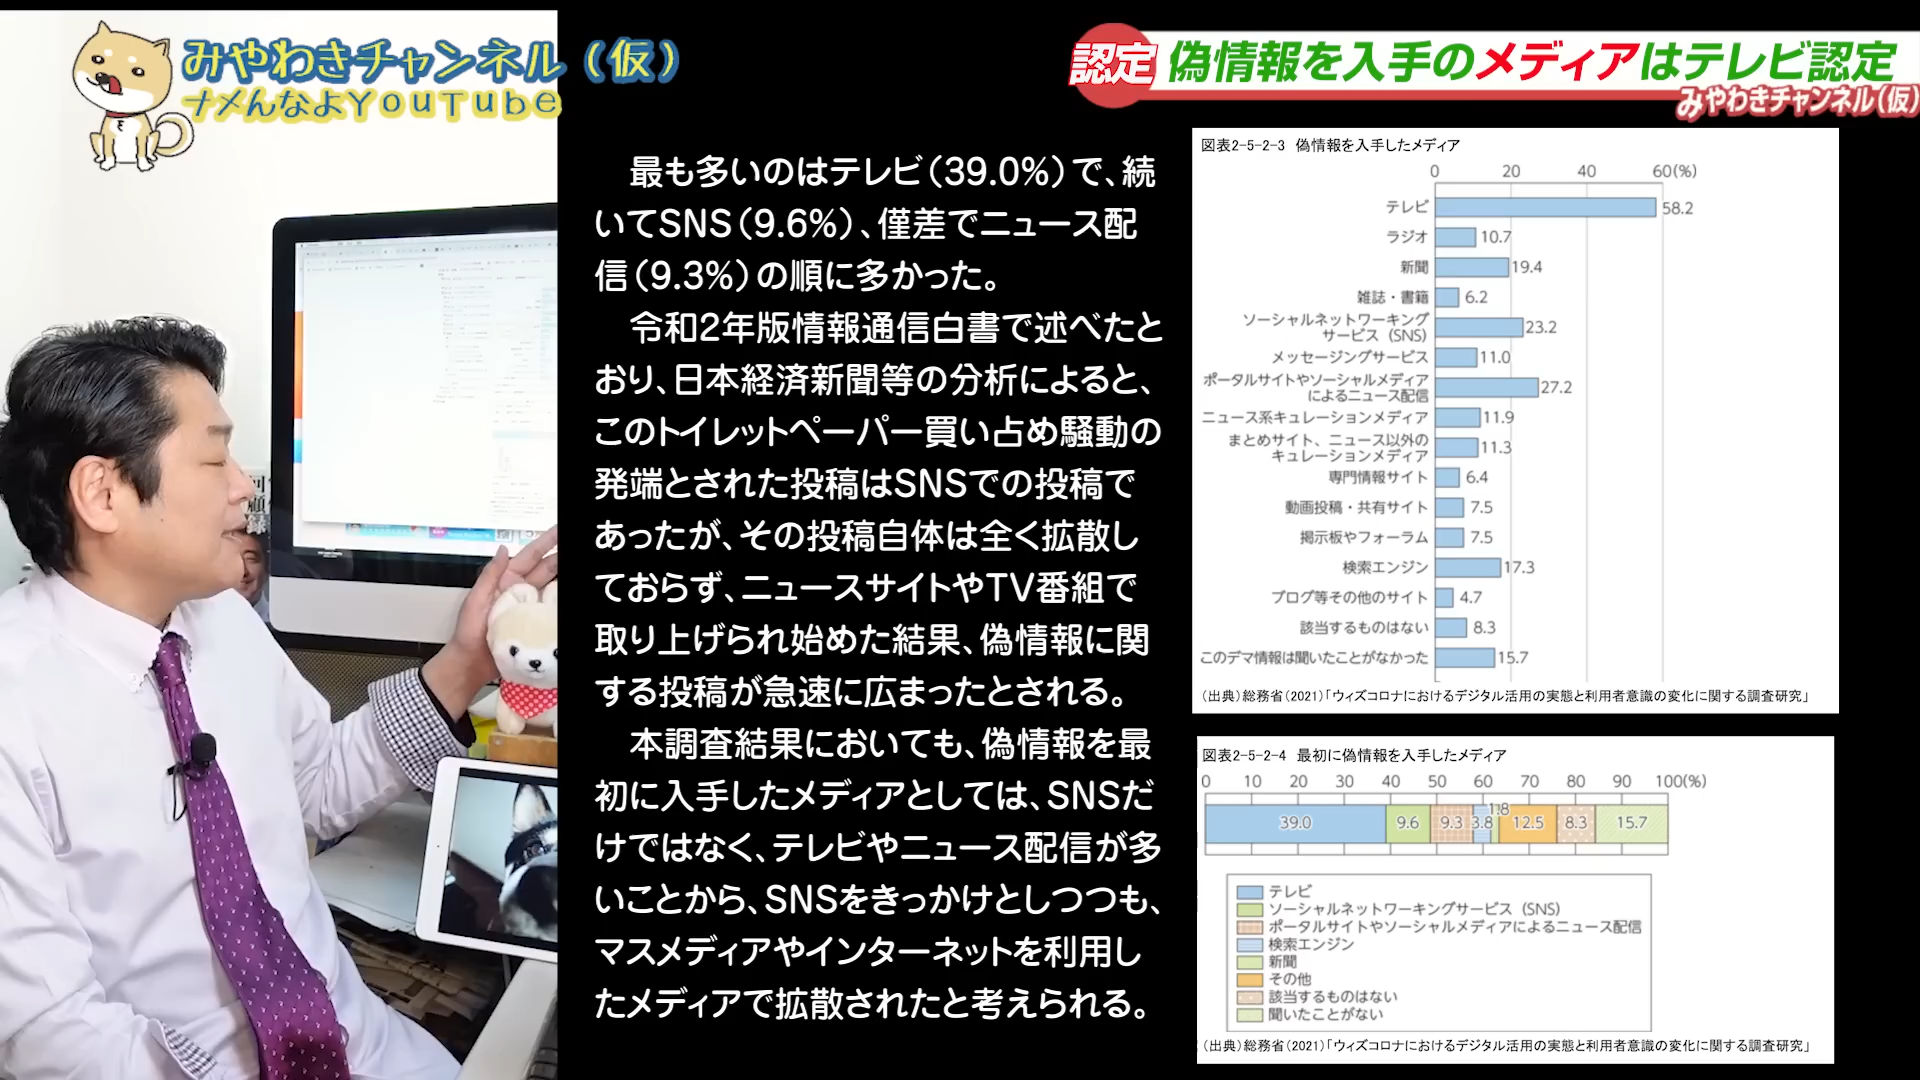 みやわきチャンネル（仮）
ナメんなよYouTube
認定
偽情報を入手のメディアはテレビ認定
みやわきチャンネル（仮）
最も多いのはテレビ（39.0%）で、続
いてSNS（9.6%）、僅差でニュース配
信（9.3%）の順に多かった。
令和2年版情報通信白書で述べたと
おり、日本経済新聞等の分析によると、
このトイレットペーパー買い占め騒動の
発端とされた投稿はSNSでの投稿で
あったが、その投稿自体は全く拡散し
ておらず、ニュースサイトやTV番組で
取り上げられ始めた結果、偽情報に関
する投稿が急速に広まったとされる。
本調査結果においても、偽情報を最
初に入手したメディアとしては、SNSだ
けではなく、テレビやニュース配信が多
いことから、SNSをきっかけとしつつも、
マスメディアやインターネットを利用し
たメディアで拡散されたと考えられる。
図表2-5-2-3 偽情報を入手したメディア
0 20 40 60(%)
テレビ 58.2
ラジオ 10.7
新聞 19.4
雑誌・書籍 6.2
ソーシャルネットワーキング
サービス（SNS） 23.2
メッセージングサービス 11.0
ポータルサイトやソーシャルメディア
によるニュース配信 27.2
ニュース系キュレーションメディア 11.9
まとめサイト、ニュース以外の
キュレーションメディア 11.3
専門情報サイト 6.4
動画投稿・共有サイト 7.5
掲示板やフォーラム 7.5
検索エンジン 17.3
ブログ等その他のサイト 4.7
該当するものはない 8.3
このデマ情報は聞いたことがなかった 15.7
（出典）総務省（2021）「ウィズコロナにおけるデジタル活用の実態と利用者意識の変化に関する調査研究」
図表2-5-2-4 最初に偽情報を入手したメディア
0 10 20 30 40 50 60 70 80 90 100(%)
39.0 9.6 9.3 3.8 1.8 12.5 8.3 15.7
テレビ
ソーシャルネットワーキングサービス（SNS）
ポータルサイトやソーシャルメディアによるニュース配信
検索エンジン
新聞
その他
該当するものはない
聞いたことがない
（出典）総務省（2021）「ウィズコロナにおけるデジタル活用の実態と利用者意識の変化に関する調査研究」